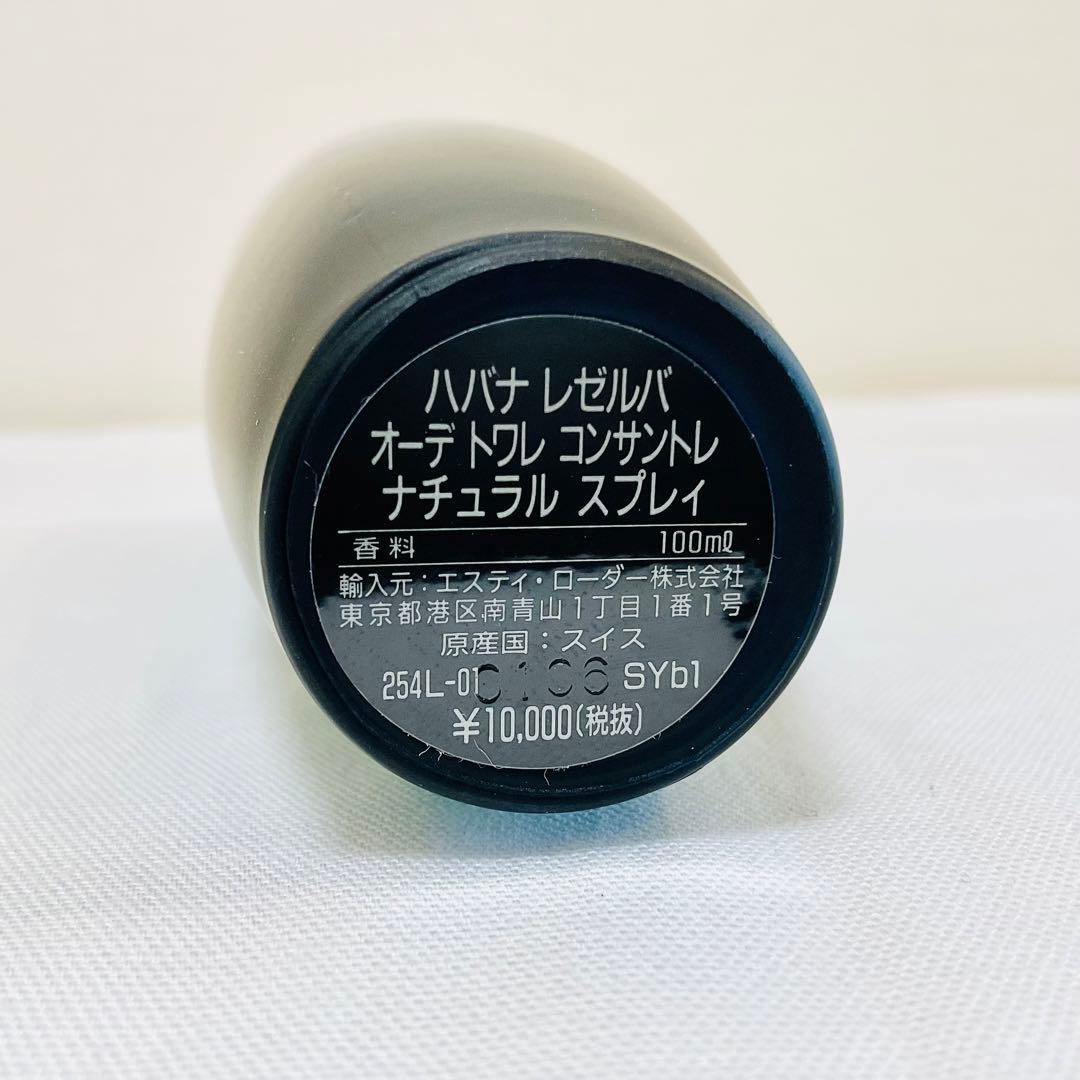 ハバナ レゼルバ
オーデ トワレ コンサントレ
ナチュラル スプレィ
香料 100㎖
輸入元：エスティ・ローダー株式会社
東京都港区南青山1丁目1番1号
原産国：スイス
254L-01 SYb1
￥10,000(税抜)